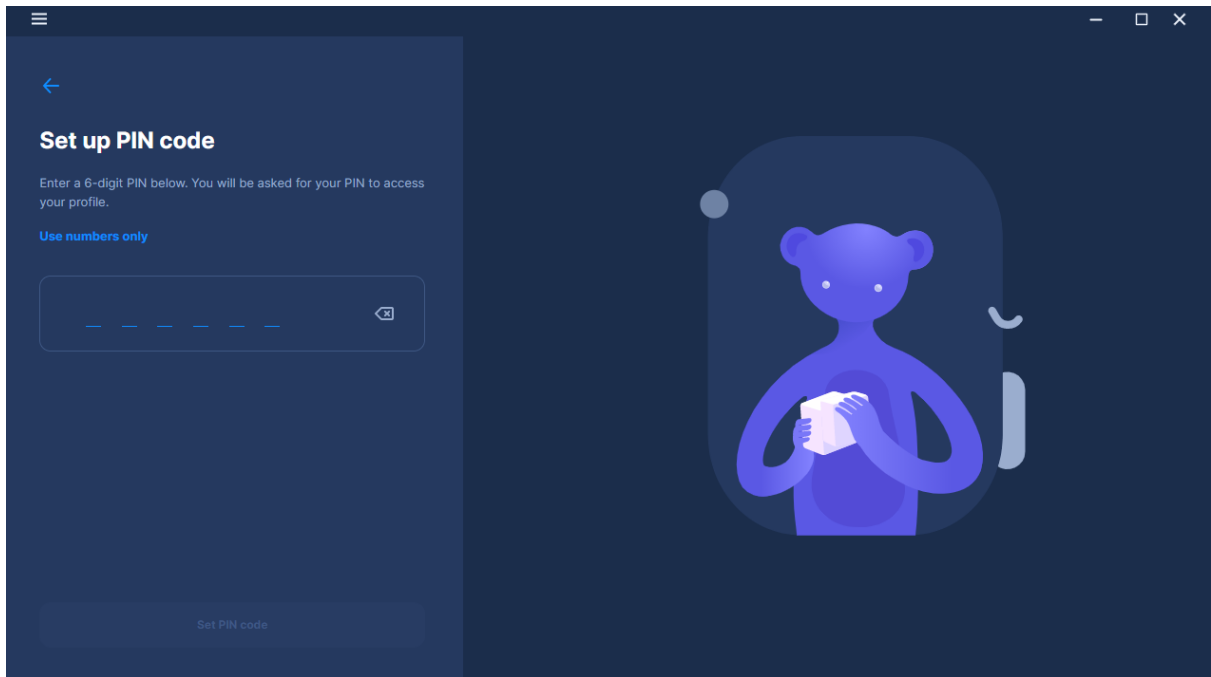 Set up PIN code
Enter a 6-digit PIN below. You will be asked for your PIN to access
your profile.
Use numbers only
Set PIN code